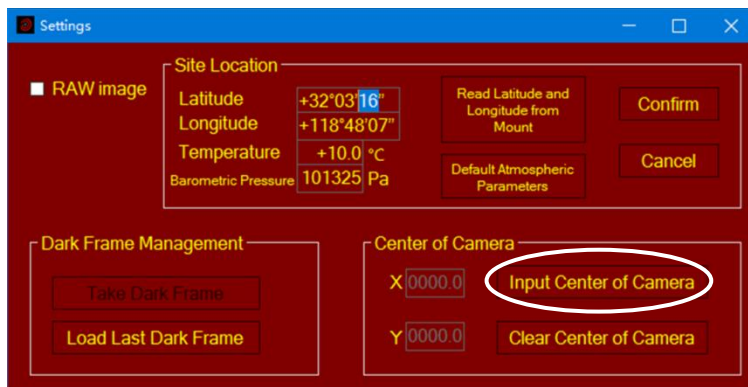 Settings
RAW image
Site Location
Latitude +32°03'16"
Longitude +118°48'07"
Temperature +10.0 °C
Barometric Pressure 101325 Pa
Read Latitude and
Longitude from
Mount
Default Atmospheric
Parameters
Confirm
Cancel
Dark Frame Management
Take Dark Frame
Load Last Dark Frame
Center of Camera
X 0000.0 Input Center of Camera
Y 0000.0 Clear Center of Camera